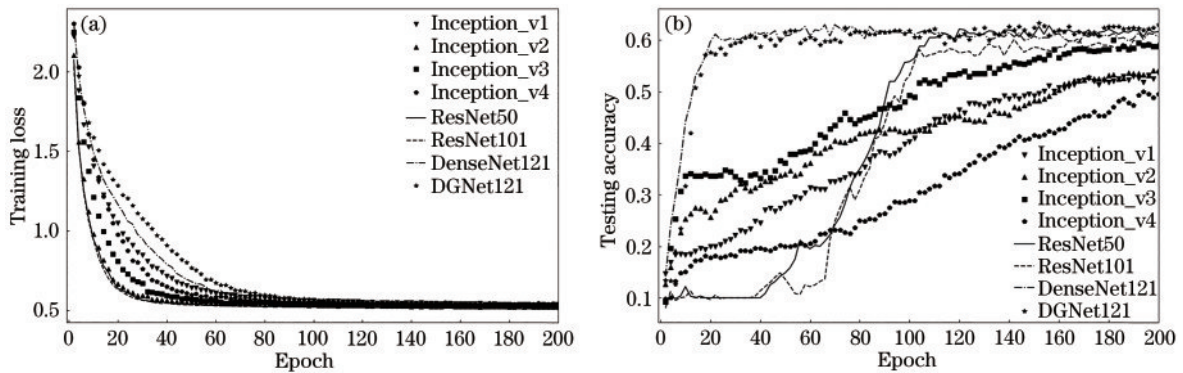 (a)
Inception_v1
Inception_v2
Inception_v3
Inception_v4
ResNet50
ResNet101
DenseNet121
DGNet121
Training loss
2.0
1.5
1.0
0.5
0 20 40 60 80 100 120 140 160 180 200
Epoch
(b)
Testing accuracy
0.6
0.5
0.4
0.3
0.2
0.1
Inception_v1
Inception_v2
Inception_v3
Inception_v4
ResNet50
ResNet101
DenseNet121
DGNet121
0 20 40 60 80 100 120 140 160 180 200
Epoch